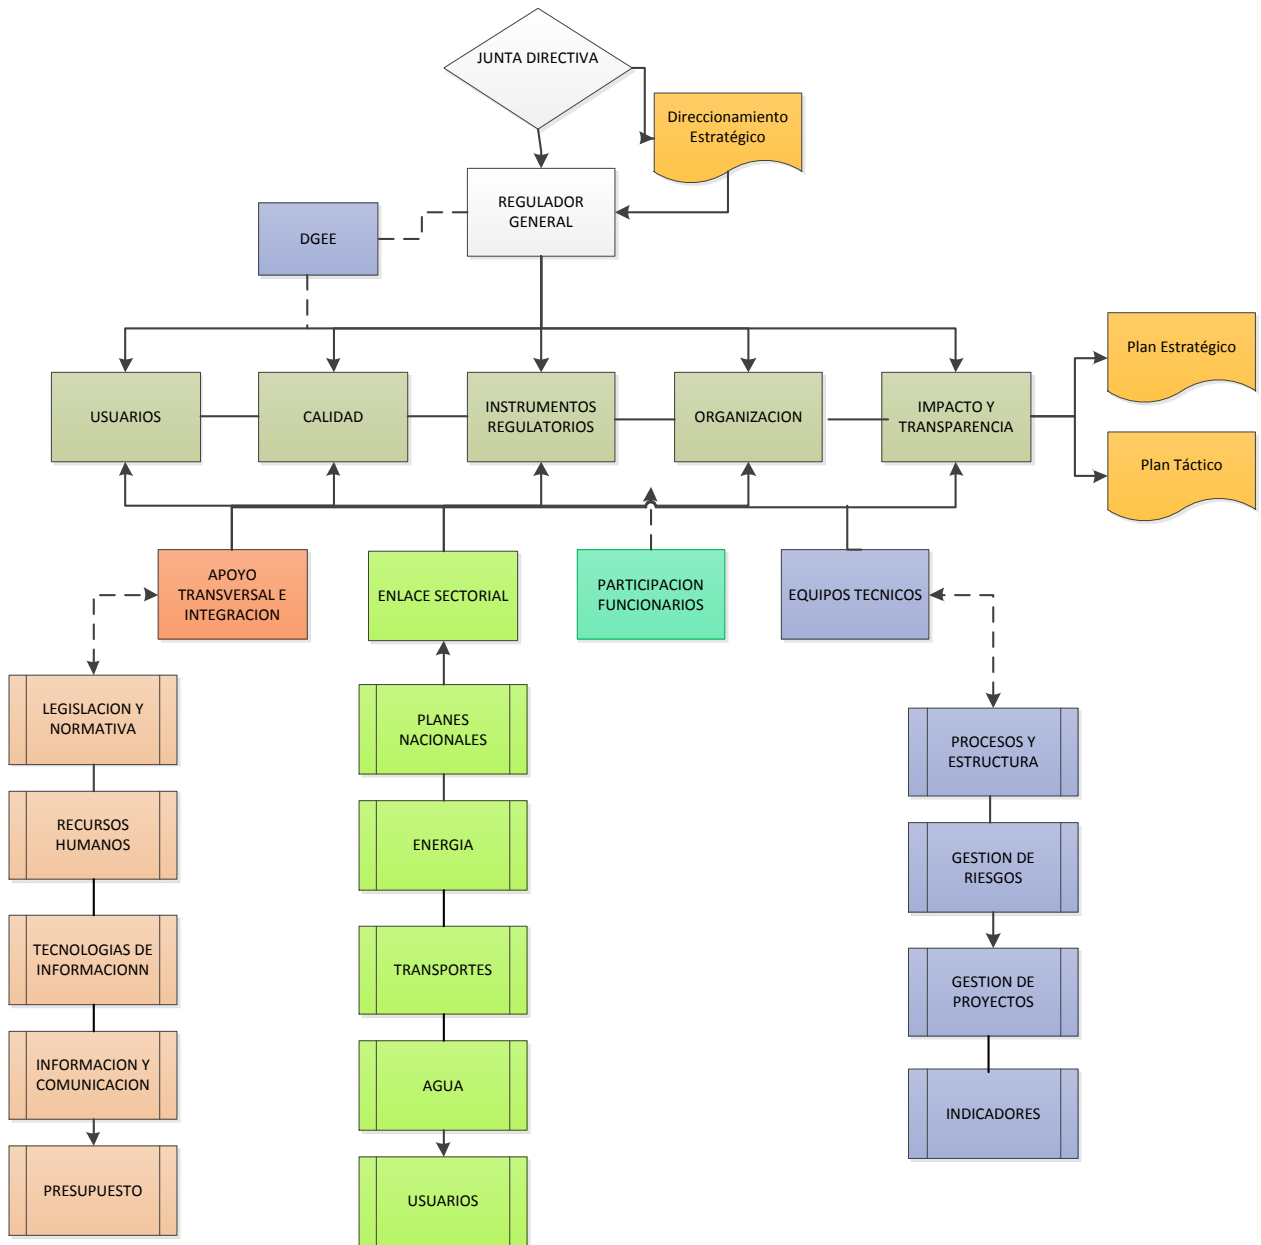 JUNTA DIRECTIVA
Direccionamiento
Estratégico
REGULADOR
GENERAL
DGEE
USUARIOS
CALIDAD
INSTRUMENTOS
REGULATORIOS
ORGANIZACION
IMPACTO Y
TRANSPARENCIA
Plan Estratégico
Plan Táctico
APOYO
TRANSVERSAL E
INTEGRACION
ENLACE SECTORIAL
PARTICIPACION
FUNCIONARIOS
EQUIPOS TECNICOS
LEGISLACION Y
NORMATIVA
RECURSOS
HUMANOS
TECNOLOGIAS DE
INFORMACIONN
INFORMACION Y
COMUNICACION
PRESUPUESTO
PLANES
NACIONALES
ENERGIA
TRANSPORTES
AGUA
USUARIOS
PROCESOS Y
ESTRUCTURA
GESTION DE
RIESGOS
GESTION DE
PROYECTOS
INDICADORES